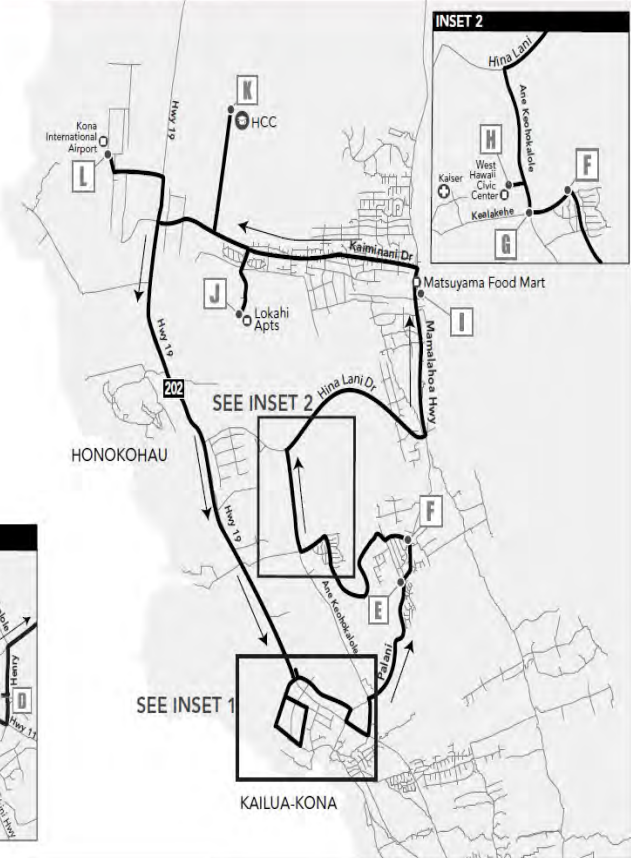 INSET 2
Hina Lani
Ane Keohokalole
H
West
Hawaii
Civic
Center
Kaiser
F
Kealakehe
G
K
HCC
Hwy 19
Kona
International
Airport
L
Kaiminani Dr
Matsuyama Food Mart
I
J
Lokahi
Apts
Mamalahoa Hwy
Hwy 19
202
SEE INSET 2
Hina Lani Dr
HONOKOHAU
Hwy 19
F
E
Ane Keohokalole
Palani
SEE INSET 1
KAILUA-KONA
Henry
D
Hwy 11